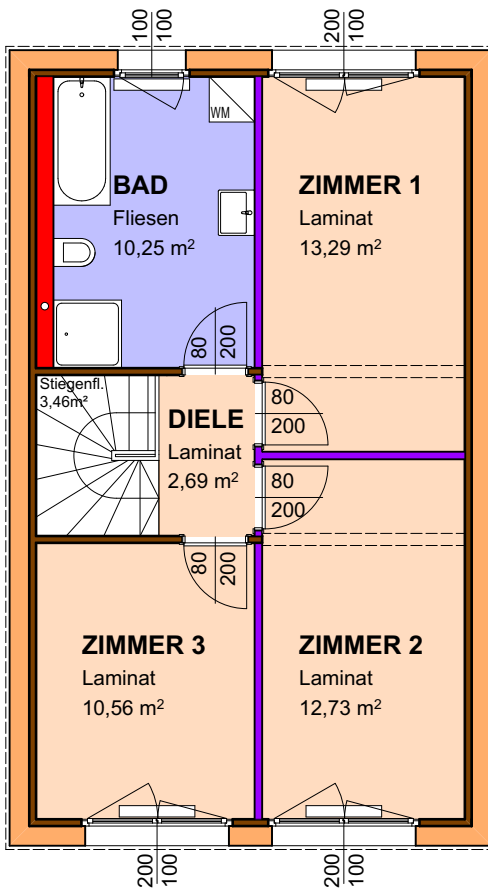 100
100
200
100
WM
BAD
Fliesen
10,25 m²
ZIMMER 1
Laminat
13,29 m²
80
200
Stiegenfl.
3,46m²
DIELE
Laminat
2,69 m²
80
200
80
200
80
200
ZIMMER 3
Laminat
10,56 m²
ZIMMER 2
Laminat
12,73 m²
200
100
200
100